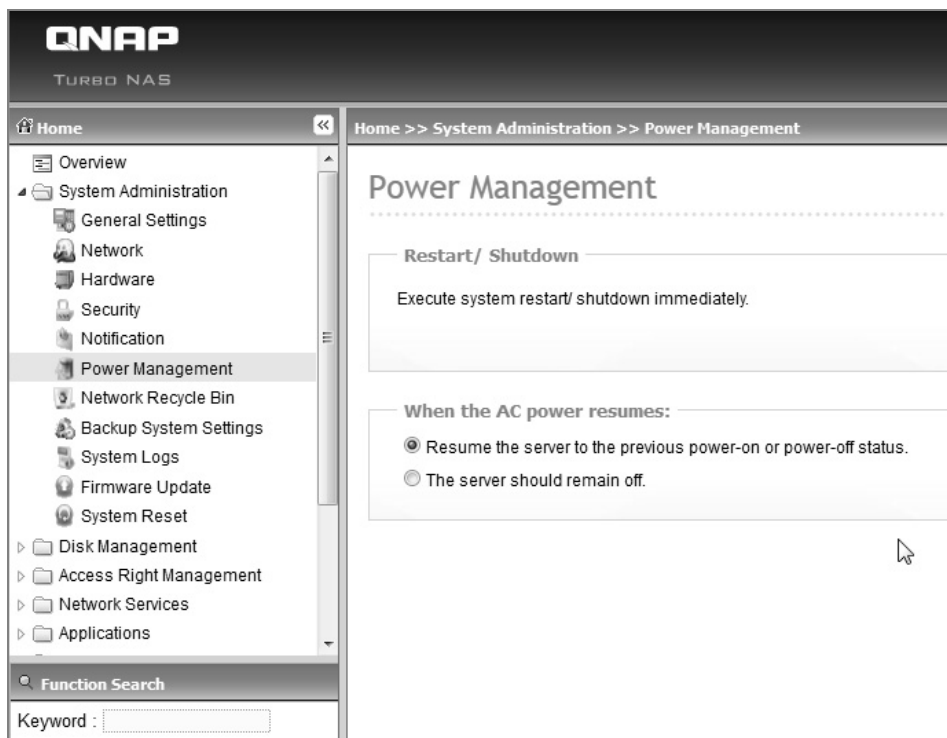 QNAP
TURBO NAS
Home
Overview
System Administration
General Settings
Network
Hardware
Security
Notification
Power Management
Network Recycle Bin
Backup System Settings
System Logs
Firmware Update
System Reset
Disk Management
Access Right Management
Network Services
Applications
Function Search
Keyword :
Home >> System Administration >> Power Management
Power Management
Restart/ Shutdown
Execute system restart/ shutdown immediately.
When the AC power resumes:
Resume the server to the previous power-on or power-off status.
The server should remain off.